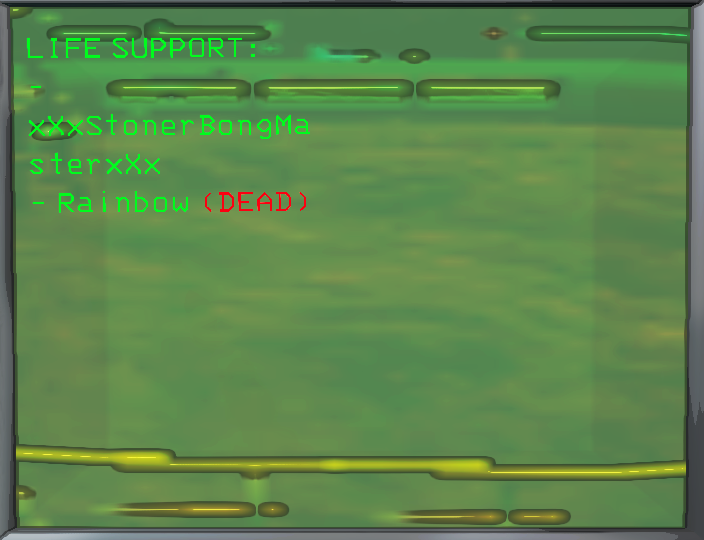 LIFE SUPPORT:
-
xXxStonerBongMa
sterxXx
- Rainbow (DEAD)